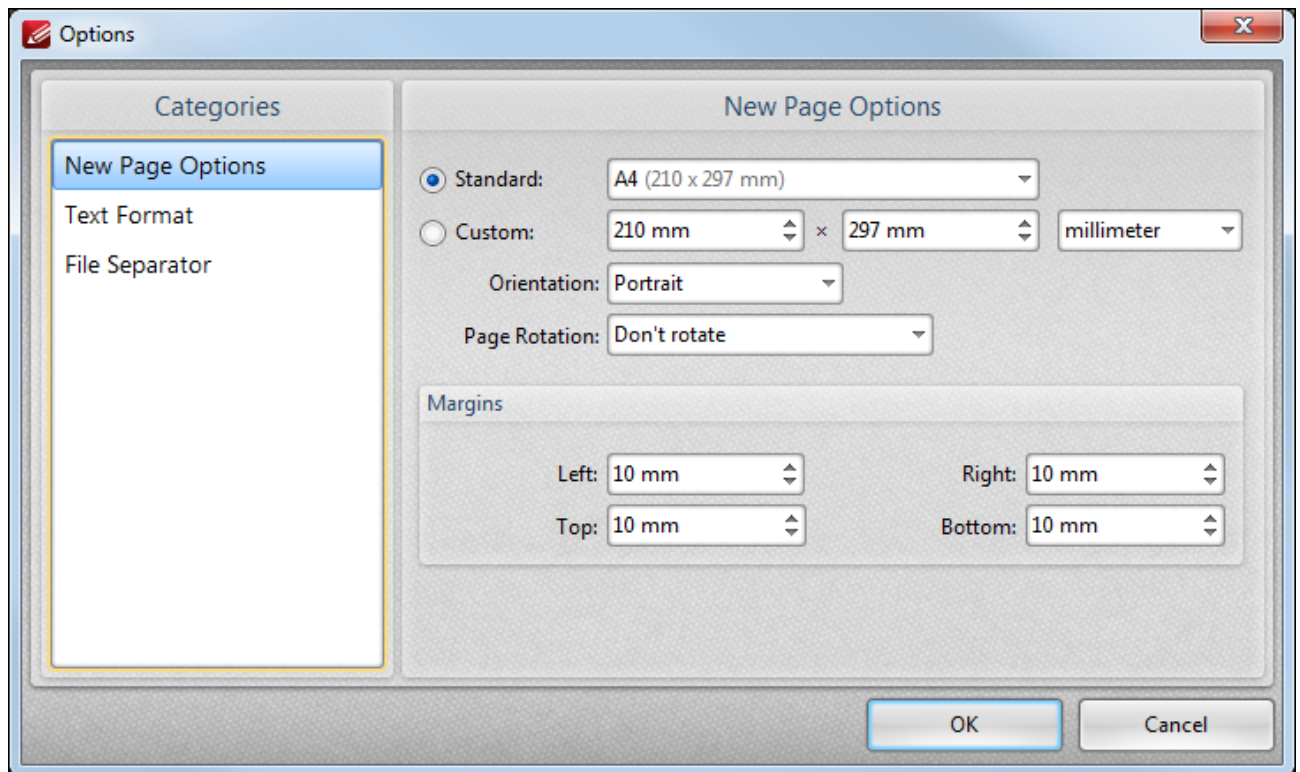 Options
Categories
New Page Options
Text Format
File Separator
New Page Options
Standard: A4 (210 x 297 mm)
Custom: 210 mm × 297 mm millimeter
Orientation: Portrait
Page Rotation: Don't rotate
Margins
Left: 10 mm Right: 10 mm
Top: 10 mm Bottom: 10 mm
OK Cancel